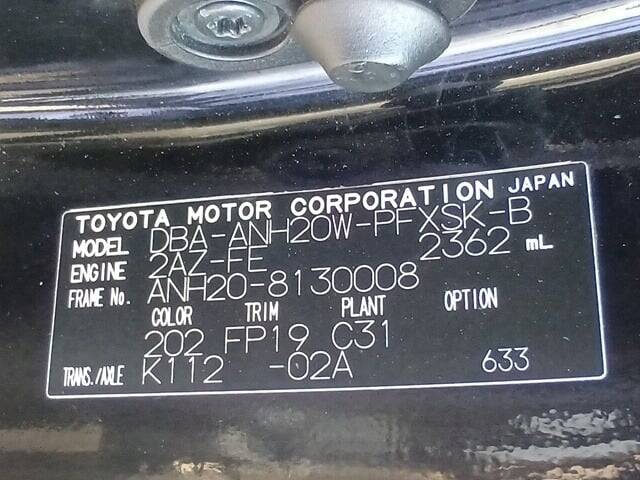 TOYOTA MOTOR CORPORATION JAPAN
MODEL DBA-ANH20W-PFXSK-B
ENGINE 2AZ-FE 2362 mL
FRAME No. ANH20-8130008
COLOR TRIM PLANT OPTION
202 FP19 C31
TRANS./AXLE K112 -02A 633